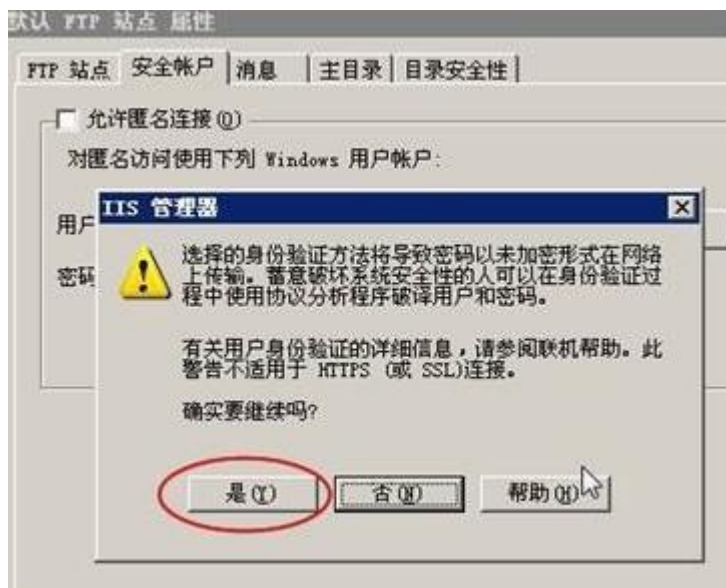 默认 FTP 站点 属性
FTP 站点 安全帐户 消息 主目录 目录安全性
允许匿名连接(O)
对匿名访问使用下列 Windows 用户帐户:
用户
IIS 管理器
密码
选择的身份验证方法将导致密码以未加密形式在网络
上传输。蓄意破坏系统安全性的人可以在身份验证过
程中使用协议分析程序破译用户和密码。
有关用户身份验证的详细信息,请参阅联机帮助。此
警告不适用于 HTTPS (或 SSL)连接。
确实要继续吗?
是(Y) 否(N) 帮助(H)